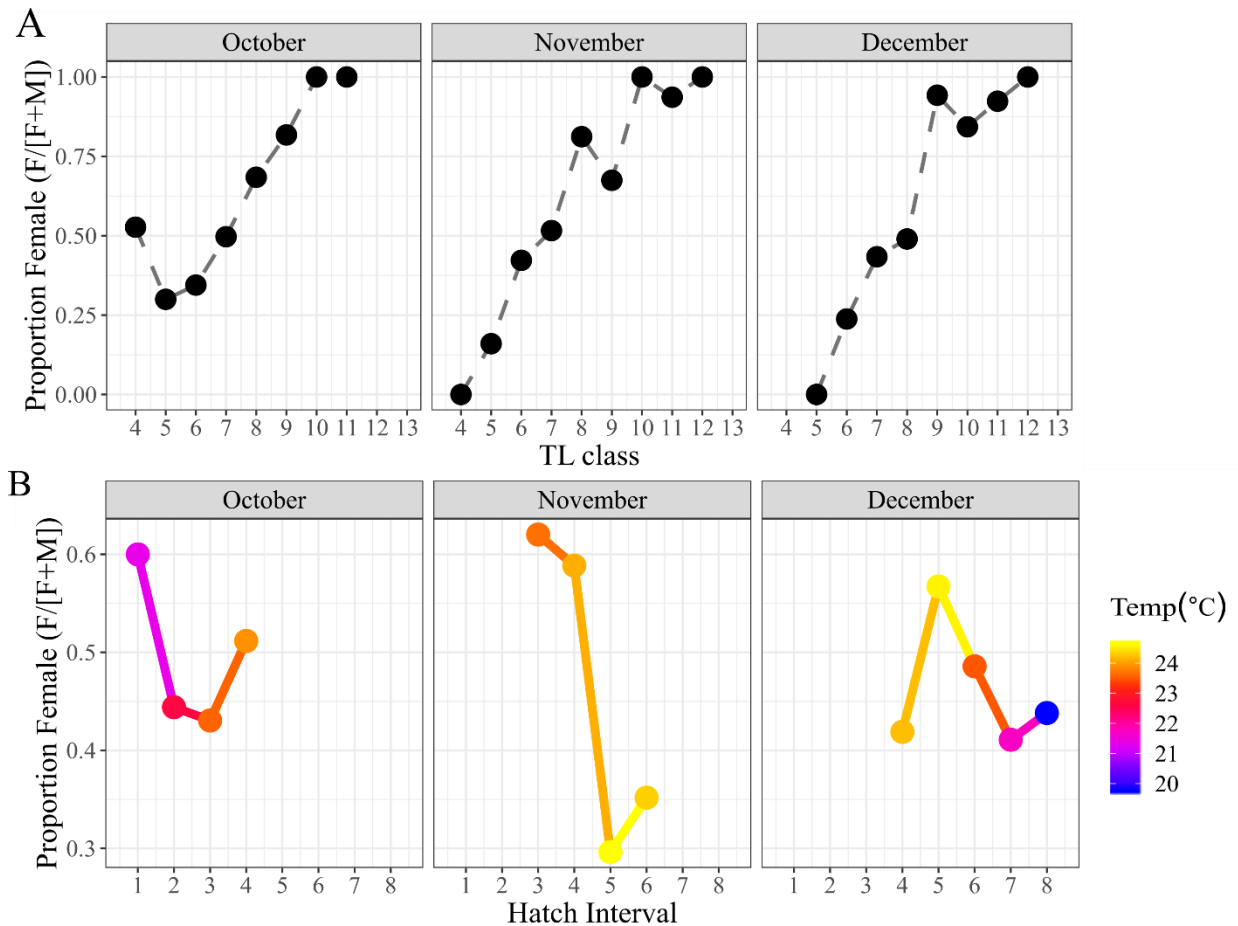 A
October November December
Proportion Female (F/[F+M])
1.00
0.75
0.50
0.25
0.00
4 5 6 7 8 9 10 11 12 13 4 5 6 7 8 9 10 11 12 13 4 5 6 7 8 9 10 11 12 13
TL class
B
October November December
Proportion Female (F/[F+M])
0.6
0.5
0.4
0.3
1 2 3 4 5 6 7 8 1 2 3 4 5 6 7 8 1 2 3 4 5 6 7 8
Hatch Interval
Temp(°C)
24
23
22
21
20